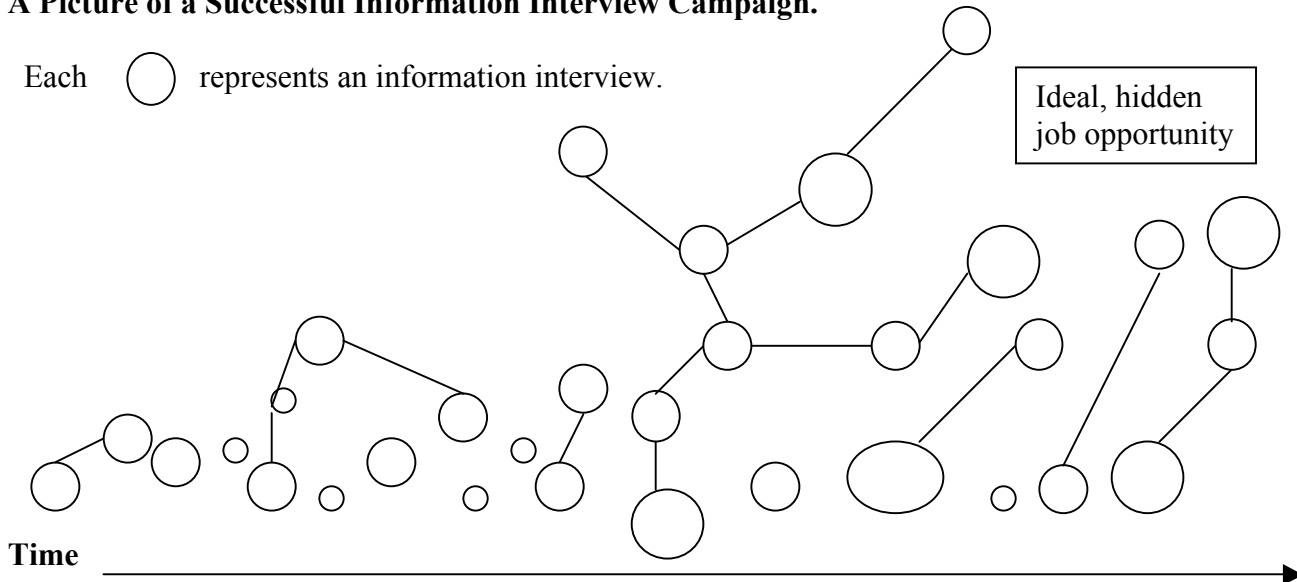 A Picture of a Successful Information Interview Campaign.
Each represents an information interview.
Ideal, hidden
job opportunity
Time